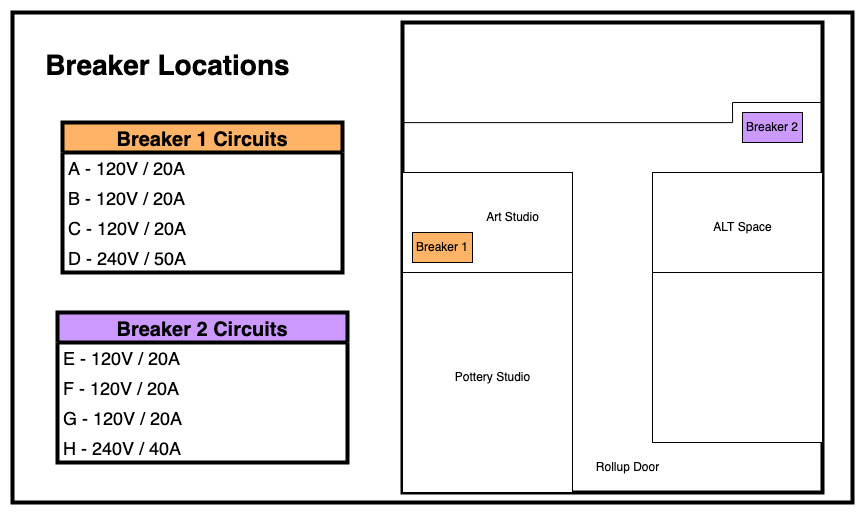 Breaker Locations
Breaker 1 Circuits
A - 120V / 20A
B - 120V / 20A
C - 120V / 20A
D - 240V / 50A
Breaker 2 Circuits
E - 120V / 20A
F - 120V / 20A
G - 120V / 20A
H - 240V / 40A
Breaker 2
Art Studio
ALT Space
Breaker 1
Pottery Studio
Rollup Door